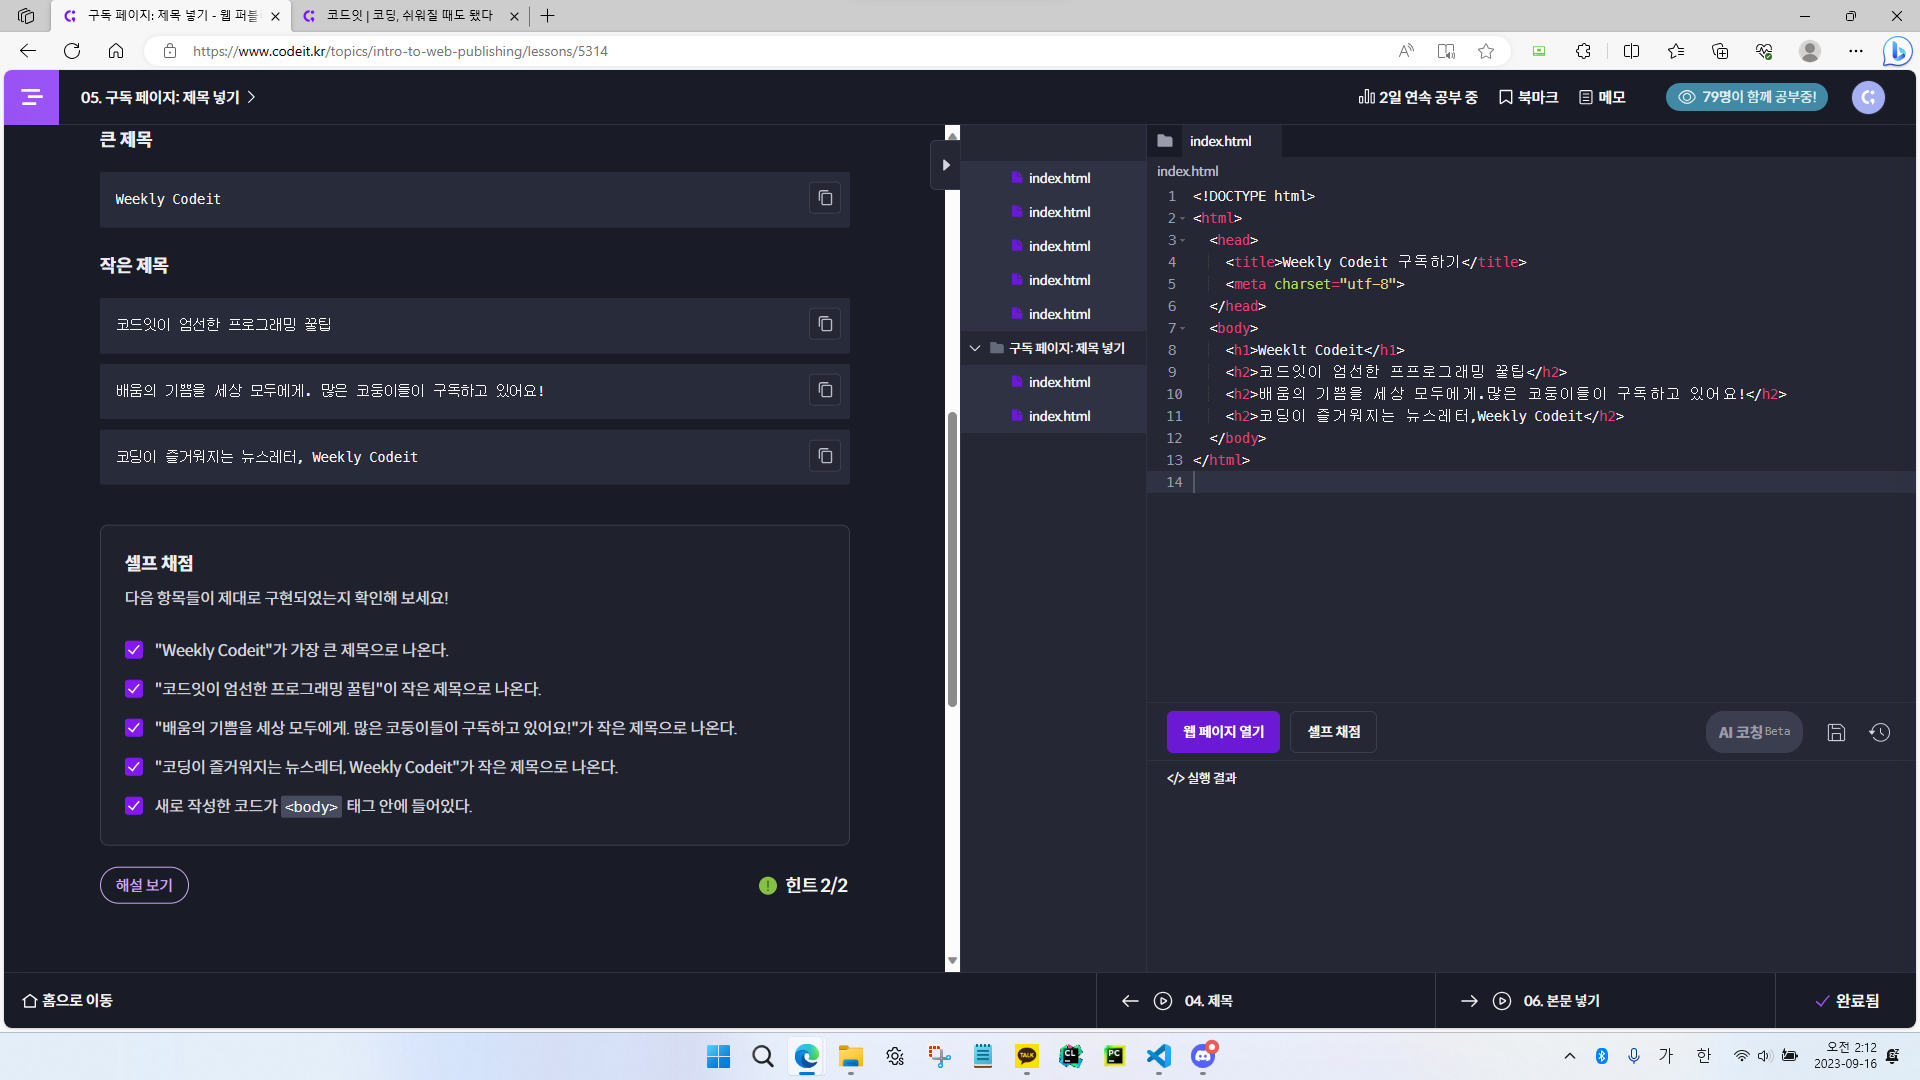 구독 페이지: 제목 넣기 - 웹 퍼블
코드잇 | 코딩, 쉬워질 때도 됐다
https://www.codeit.kr/topics/intro-to-web-publishing/lessons/5314
05. 구독 페이지: 제목 넣기
2일 연속 공부 중
북마크
메모
79명이 함께 공부중!
큰 제목
Weekly Codeit
작은 제목
코드잇이 엄선한 프로그래밍 꿀팁
배움의 기쁨을 세상 모두에게. 많은 코둥이들이 구독하고 있어요!
코딩이 즐거워지는 뉴스레터, Weekly Codeit
셀프 채점
다음 항목들이 제대로 구현되었는지 확인해 보세요!
"Weekly Codeit"가 가장 큰 제목으로 나온다.
"코드잇이 엄선한 프로그래밍 꿀팁"이 작은 제목으로 나온다.
"배움의 기쁨을 세상 모두에게. 많은 코둥이들이 구독하고 있어요!"가 작은 제목으로 나온다.
"코딩이 즐거워지는 뉴스레터, Weekly Codeit"가 작은 제목으로 나온다.
새로 작성한 코드가 <body> 태그 안에 들어있다.
해설 보기
힌트 2/2
index.html
index.html
index.html
index.html
index.html
구독 페이지: 제목 넣기
index.html
index.html
index.html
index.html
1 <!DOCTYPE html>
2 <html>
3 <head>
4 <title>Weekly Codeit 구독하기</title>
5 <meta charset="utf-8">
6 </head>
7 <body>
8 <h1>Weeklt Codeit</h1>
9 <h2>코드잇이 엄선한 프프로그래밍 꿀팁</h2>
10 <h2>배움의 기쁨을 세상 모두에게.많은 코둥이들이 구독하고 있어요!</h2>
11 <h2>코딩이 즐거워지는 뉴스레터,Weekly Codeit</h2>
12 </body>
13 </html>
14
웹 페이지 열기
셀프 채점
AI 코칭 Beta
</> 실행 결과
홈으로 이동
04. 제목
06. 본문 넣기
완료됨
TALK
CL
PC
가
한
오전 2:12
2023-09-16